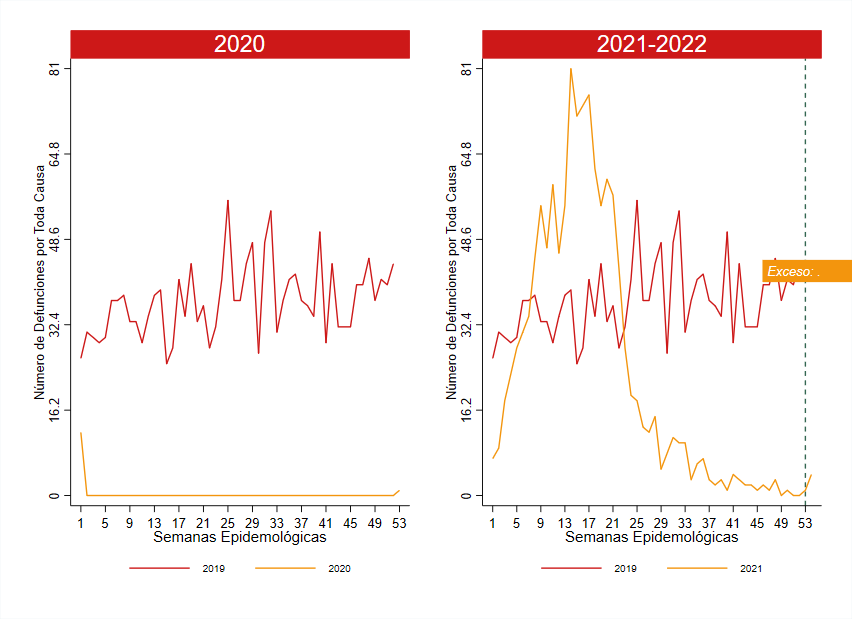 2020
Número de Defunciones por Toda Causa
81
64.8
48.6
32.4
16.2
0
1 5 9 13 17 21 25 29 33 37 41 45 49 53
Semanas Epidemológicas
2019 2020
2021-2022
Número de Defunciones por Toda Causa
81
64.8
48.6
32.4
16.2
0
Exceso: .
1 5 9 13 17 21 25 29 33 37 41 45 49 53
Semanas Epidemológicas
2019 2021